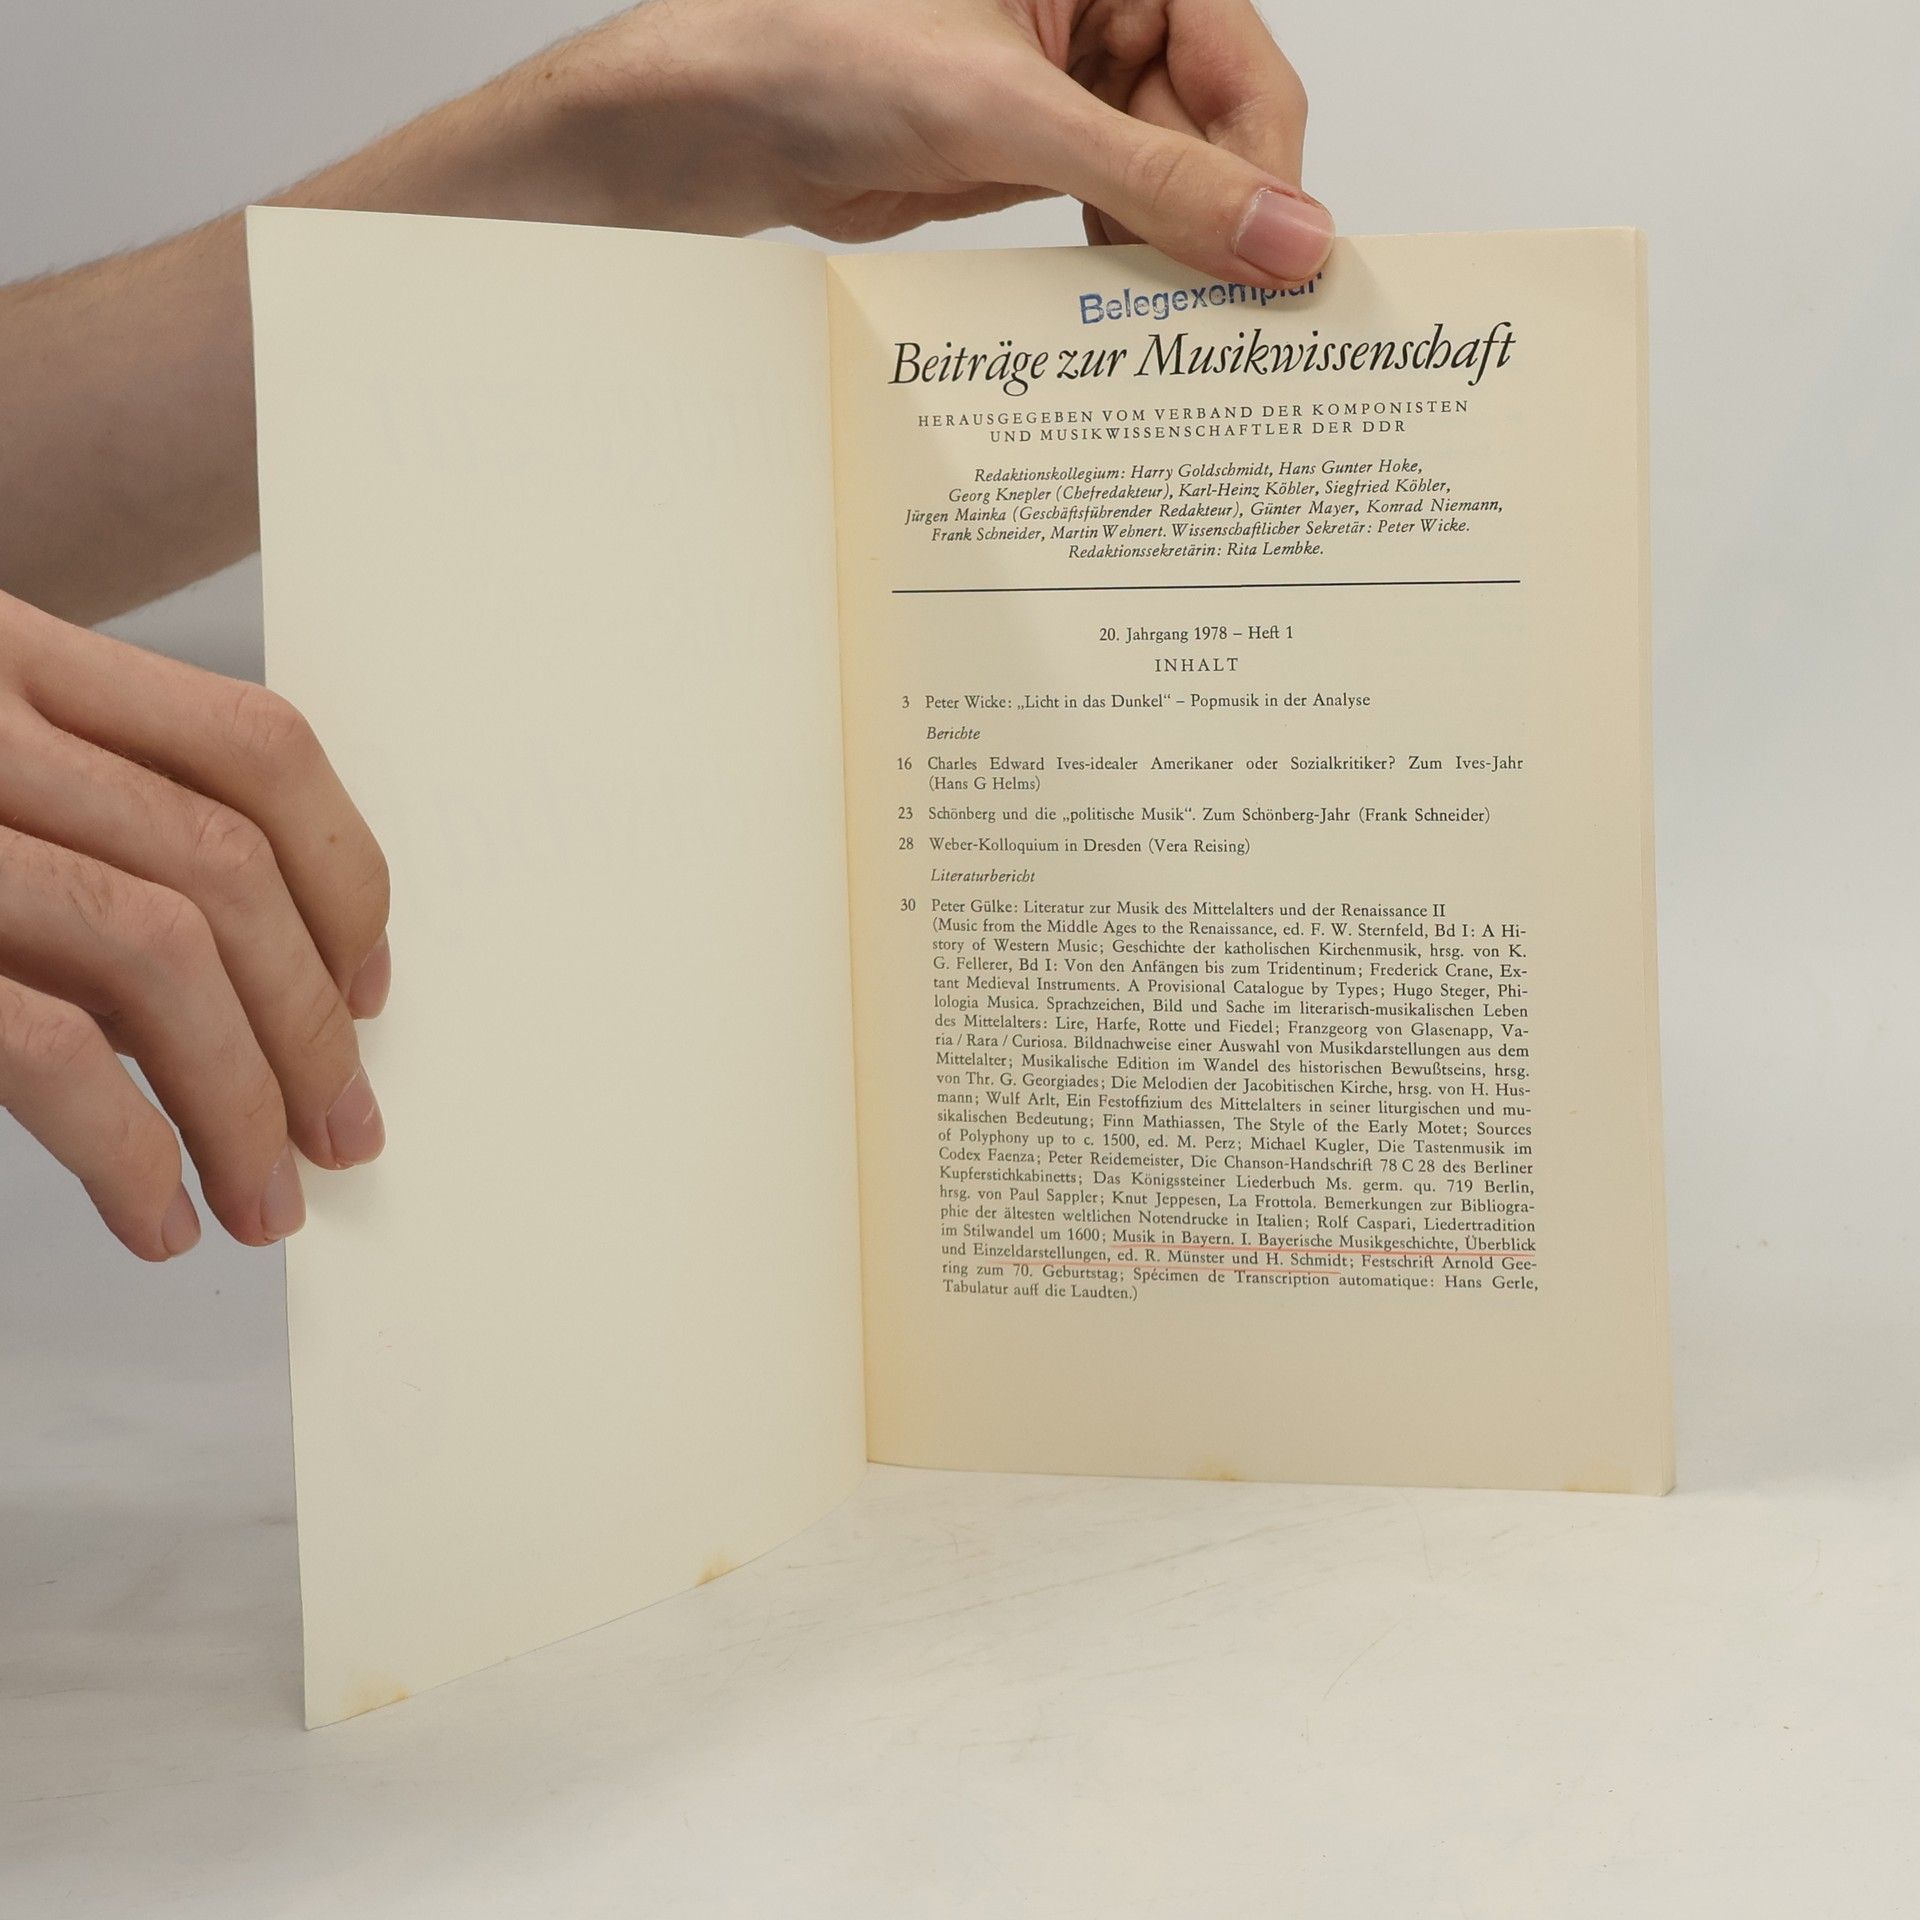 Belegexemplar
Beiträge zur Musikwissenschaft
HERAUSGEGEBEN VOM VERBAND DER KOMPONISTEN
UND MUSIKWISSENSCHAFTLER DER DDR
Redaktionskollegium: Harry Goldschmidt, Hans Gunter Hoke,
Georg Knepler (Chefredakteur), Karl-Heinz Köhler, Siegfried Köhler,
Jürgen Mainka (Geschäftsführender Redakteur), Günter Mayer, Konrad Niemann,
Frank Schneider, Martin Wehnert. Wissenschaftlicher Sekretär: Peter Wicke.
Redaktionssekretärin: Rita Lembke.
20. Jahrgang 1978 – Heft 1
INHALT
3 Peter Wicke: „Licht in das Dunkel“ – Popmusik in der Analyse
Berichte
16 Charles Edward Ives-idealer Amerikaner oder Sozialkritiker? Zum Ives-Jahr
(Hans G Helms)
23 Schönberg und die „politische Musik“. Zum Schönberg-Jahr (Frank Schneider)
28 Weber-Kolloquium in Dresden (Vera Reising)
Literaturbericht
30 Peter Gülke: Literatur zur Musik des Mittelalters und der Renaissance II
(Music from the Middle Ages to the Renaissance, ed. F. W. Sternfeld, Bd I: A Hi-
story of Western Music; Geschichte der katholischen Kirchenmusik, hrsg. von K.
G. Fellerer, Bd I: Von den Anfängen bis zum Tridentinum; Frederick Crane, Ex-
tant Medieval Instruments. A Provisional Catalogue by Types; Hugo Steger, Phi-
lologia Musica. Sprachzeichen, Bild und Sache im literarisch-musikalischen Leben
des Mittelalters: Lire, Harfe, Rotte und Fiedel; Franzgeorg von Glasenapp, Va-
ria / Rara / Curiosa. Bildnachweise einer Auswahl von Musikdarstellungen aus dem
Mittelalter; Musikalische Edition im Wandel des historischen Bewußtseins, hrsg.
von Thr. G. Georgiades; Die Melodien der Jacobitischen Kirche, hrsg. von H. Hus-
mann; Wulf Arlt, Ein Festoffizium des Mittelalters in seiner liturgischen und mu-
sikalischen Bedeutung; Finn Mathiassen, The Style of the Early Motet; Sources
of Polyphony up to c. 1500, ed. M. Perz; Michael Kugler, Die Tastenmusik im
Codex Faenza; Peter Reidemeister, Die Chanson-Handschrift 78 C 28 des Berliner
Kupferstichkabinetts; Das Königssteiner Liederbuch Ms. germ. qu. 719 Berlin,
hrsg. von Paul Sappler; Knut Jeppesen, La Frottola. Bemerkungen zur Bibliogra-
phie der ältesten weltlichen Notendrucke in Italien; Rolf Caspari, Liedertradition
im Stilwandel um 1600; Musik in Bayern. I. Bayerische Musikgeschichte, Überblick
und Einzeldarstellungen, ed. R. Münster und H. Schmidt; Festschrift Arnold Gee-
ring zum 70. Geburtstag; Spécimen de Transcription automatique: Hans Gerle,
Tabulatur auff die Laudten.)